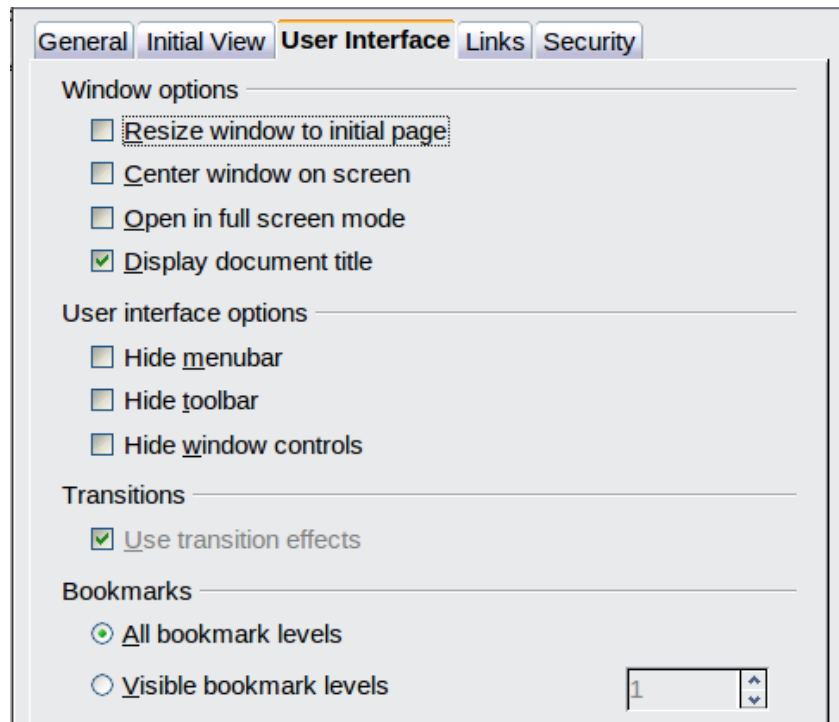 General Initial View User Interface Links Security
Window options
Resize window to initial page
Center window on screen
Open in full screen mode
Display document title
User interface options
Hide menubar
Hide toolbar
Hide window controls
Transitions
Use transition effects
Bookmarks
All bookmark levels
Visible bookmark levels 1